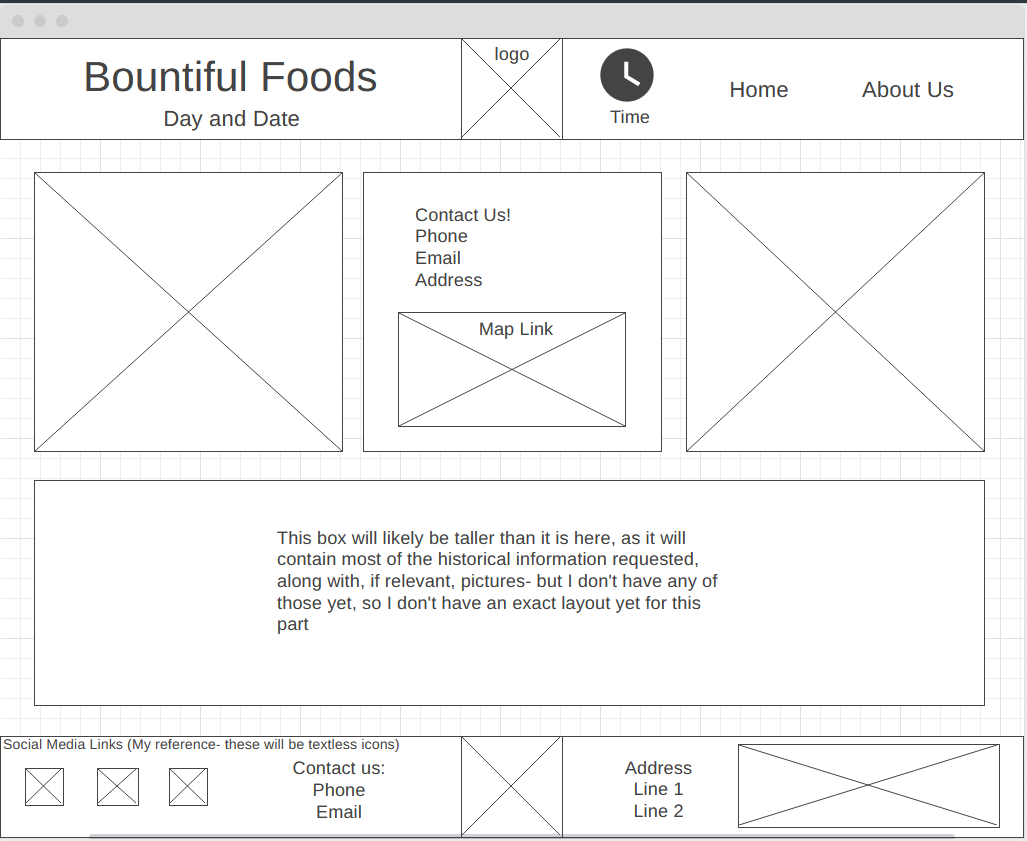 Bountiful Foods
Day and Date
logo
Time
Home
About Us
Contact Us!
Phone
Email
Address
Map Link
This box will likely be taller than it is here, as it will
contain most of the historical information requested,
along with, if relevant, pictures- but I don't have any of
those yet, so I don't have an exact layout yet for this
part
Social Media Links (My reference- these will be textless icons)
Contact us:
Phone
Email
Address
Line 1
Line 2